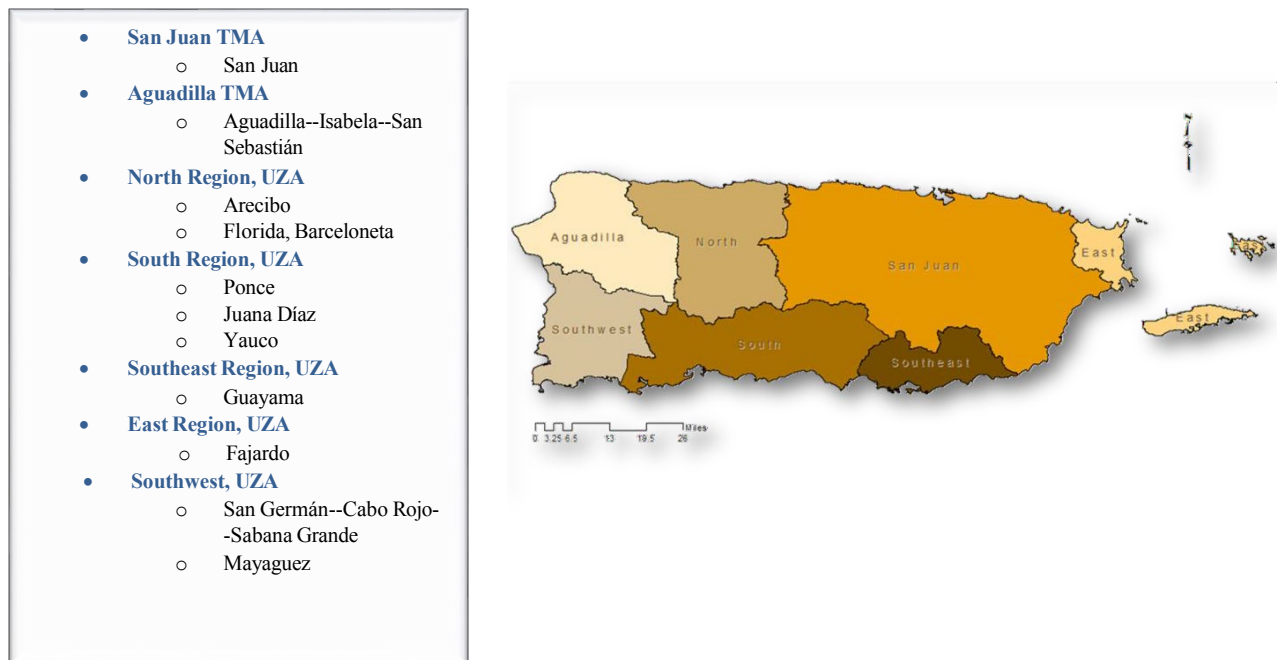 • San Juan TMA
o San Juan
• Aguadilla TMA
o Aguadilla--Isabela--San
Sebastián
• North Region, UZA
o Arecibo
o Florida, Barceloneta
• South Region, UZA
o Ponce
o Juana Díaz
o Yauco
• Southeast Region, UZA
o Guayama
• East Region, UZA
o Fajardo
• Southwest, UZA
o San Germán--Cabo Rojo-
-Sabana Grande
o Mayaguez
N
Aguadilla
North
San Juan
East
East
East
Southwest
South
Southeast
Miles
0 3.25 6.5 13 19.5 26